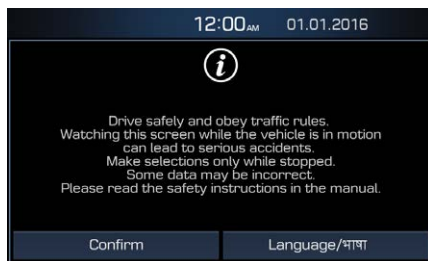 12:00AM 01.01.2016
i
Drive safely and obey traffic rules.
Watching this screen while the vehicle is in motion
can lead to serious accidents.
Make selections only while stopped.
Some data may be incorrect.
Please read the safety instructions in the manual.
Confirm Language/भाषा